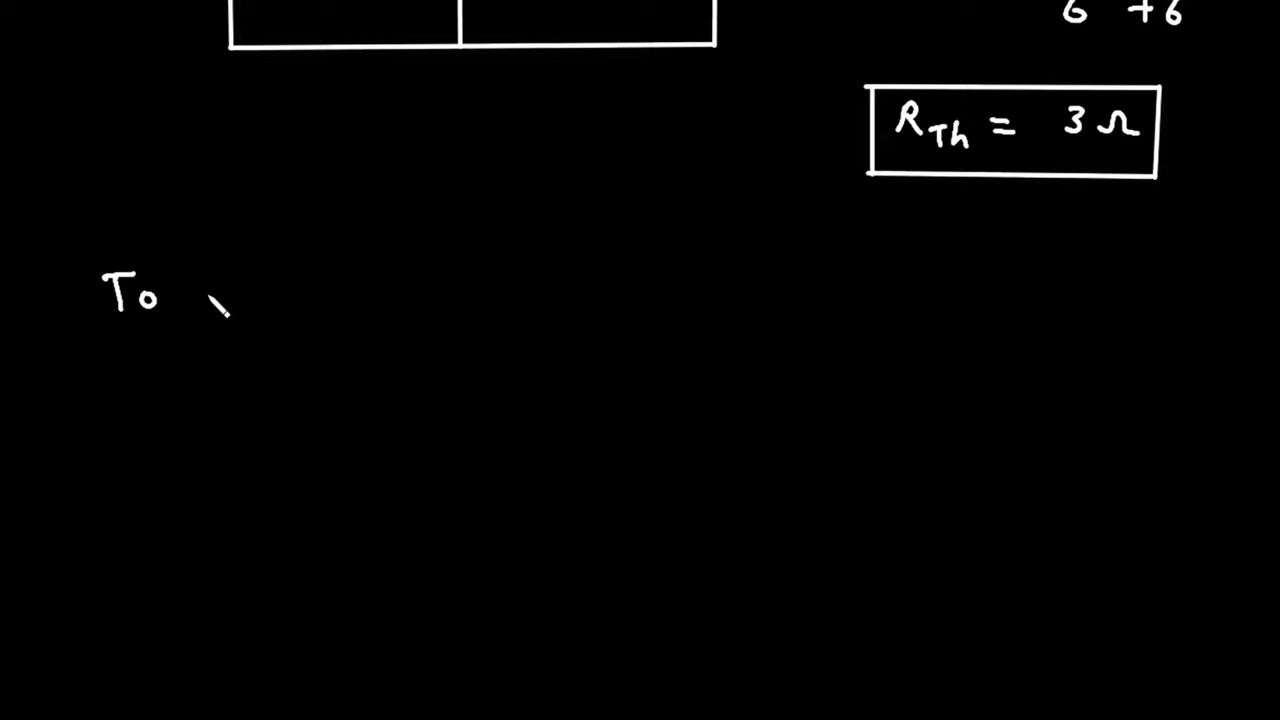 6 +6
R_Th = 3 Ω
To